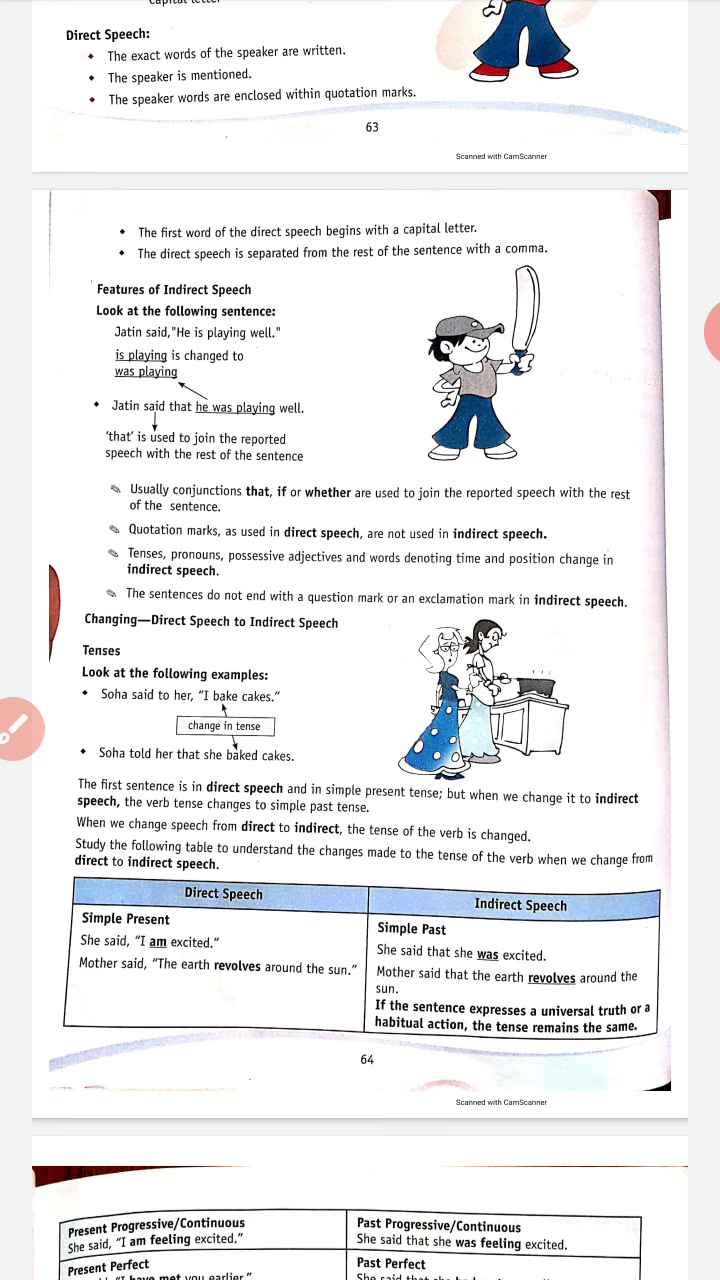 Direct Speech:
• The exact words of the speaker are written.
• The speaker is mentioned.
• The speaker words are enclosed within quotation marks.
63
Scanned with CamScanner
• The first word of the direct speech begins with a capital letter.
• The direct speech is separated from the rest of the sentence with a comma.
Features of Indirect Speech
Look at the following sentence:
Jatin said,"He is playing well."
is playing is changed to
was playing
• Jatin said that he was playing well.
'that' is used to join the reported
speech with the rest of the sentence
✎ Usually conjunctions that, if or whether are used to join the reported speech with the rest
of the sentence.
✎ Quotation marks, as used in direct speech, are not used in indirect speech.
✎ Tenses, pronouns, possessive adjectives and words denoting time and position change in
indirect speech.
✎ The sentences do not end with a question mark or an exclamation mark in indirect speech.
Changing—Direct Speech to Indirect Speech
Tenses
Look at the following examples:
• Soha said to her, “I bake cakes.”
change in tense
• Soha told her that she baked cakes.
The first sentence is in direct speech and in simple present tense; but when we change it to indirect
speech, the verb tense changes to simple past tense.
When we change speech from direct to indirect, the tense of the verb is changed.
Study the following table to understand the changes made to the tense of the verb when we change from
direct to indirect speech.
Direct Speech
Simple Present
She said, “I am excited.”
Mother said, “The earth revolves around the sun.”
Indirect Speech
Simple Past
She said that she was excited.
Mother said that the earth revolves around the
sun.
If the sentence expresses a universal truth or a
habitual action, the tense remains the same.
64
Scanned with CamScanner
Present Progressive/Continuous
She said, “I am feeling excited.”
Past Progressive/Continuous
She said that she was feeling excited.
Present Perfect
“I have met you earlier.”
Past Perfect
She said that she